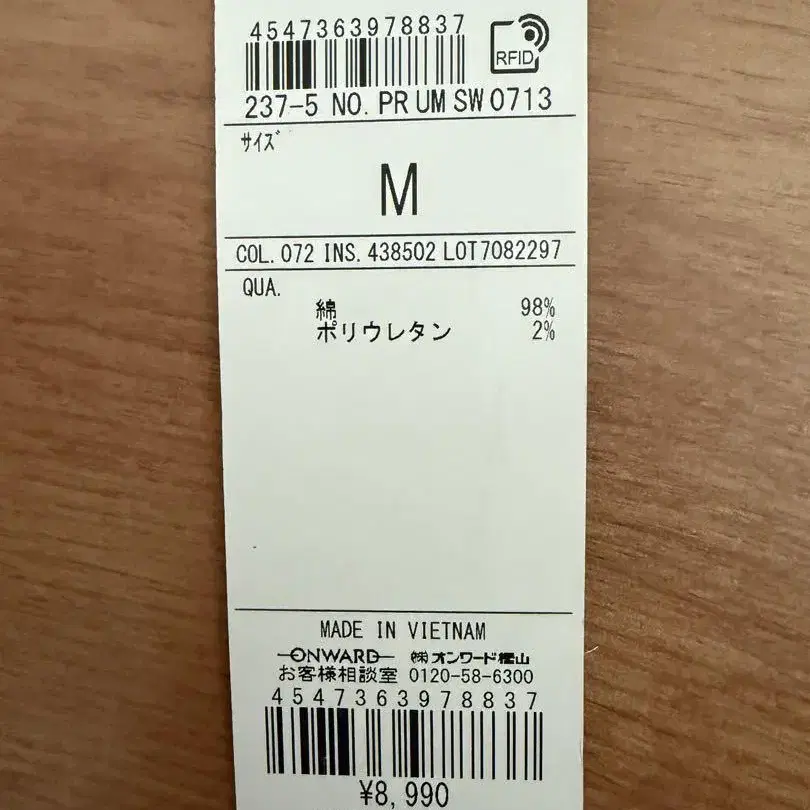 4547363978837
RFID
237-5 NO. PR UM SW 0713
サイズ
M
COL. 072 INS. 438502 LOT7082297
QUA.
綿 98%
ポリウレタン 2%
MADE IN VIETNAM
ONWARD ㈱オンワード樫山
お客様相談室 0120-58-6300
4547363978837
¥8,990